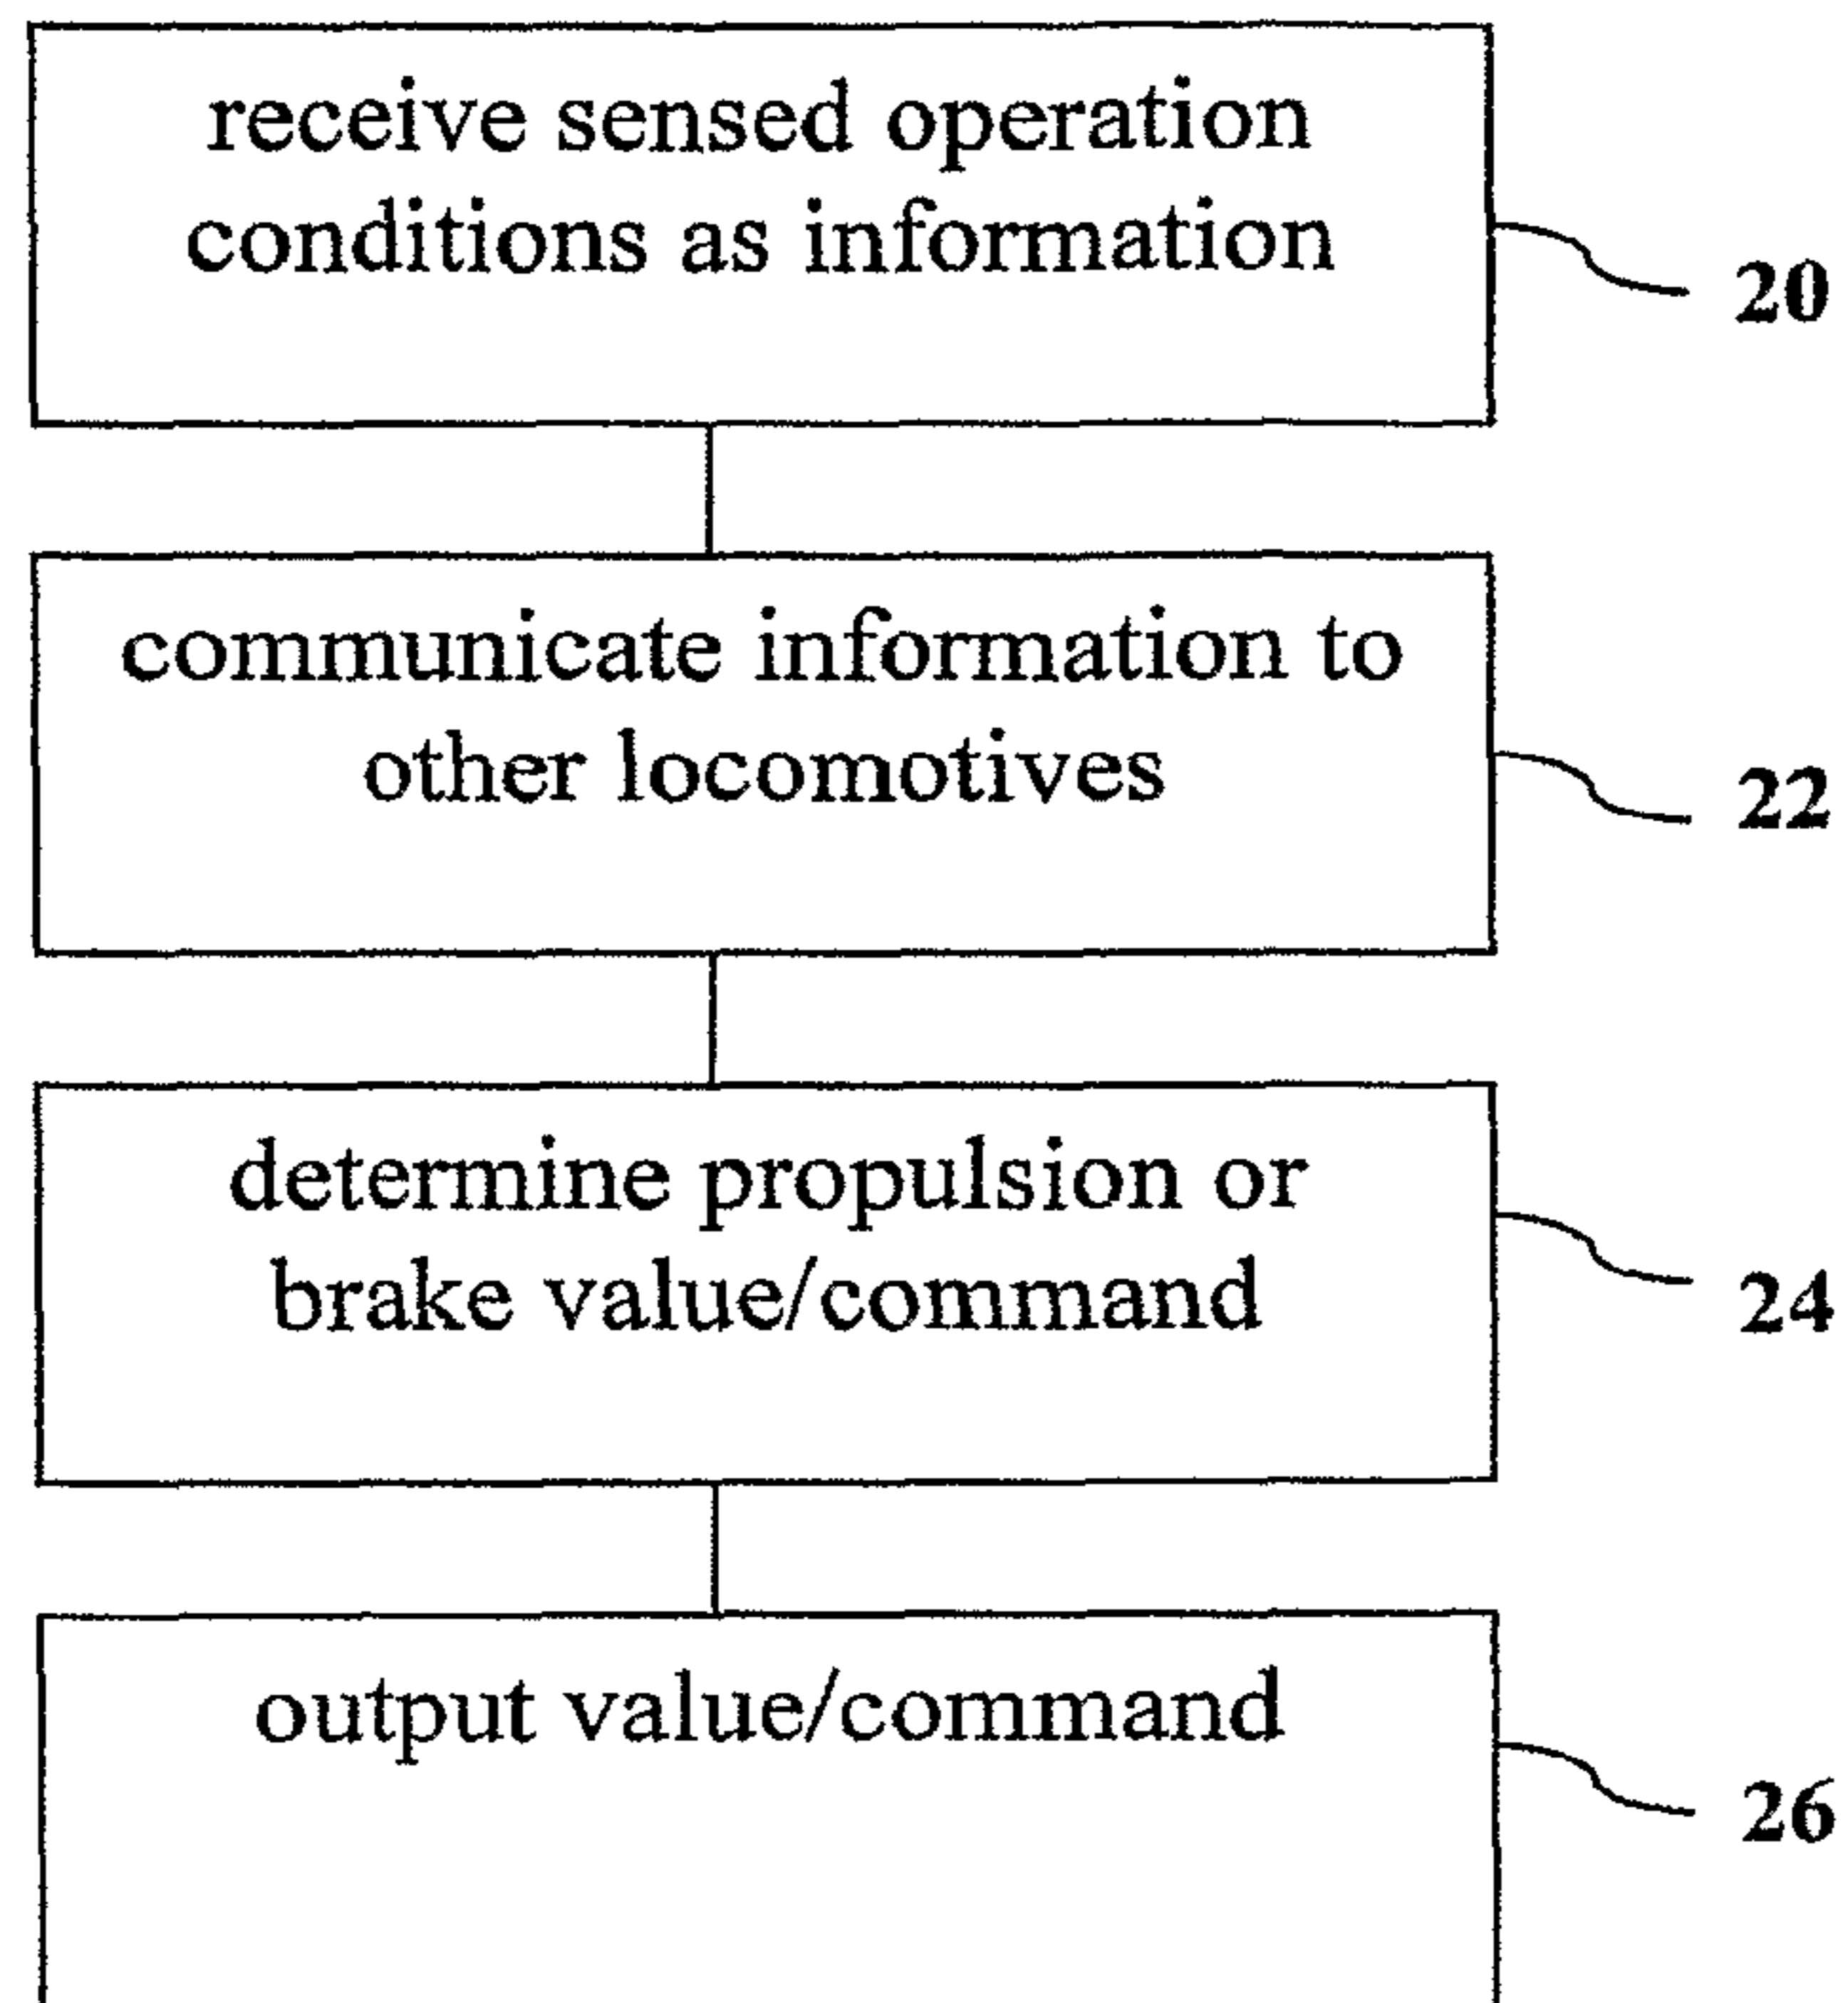 receive sensed operation
conditions as information
20
communicate information to
other locomotives
22
determine propulsion or
brake value/command
24
output value/command
26